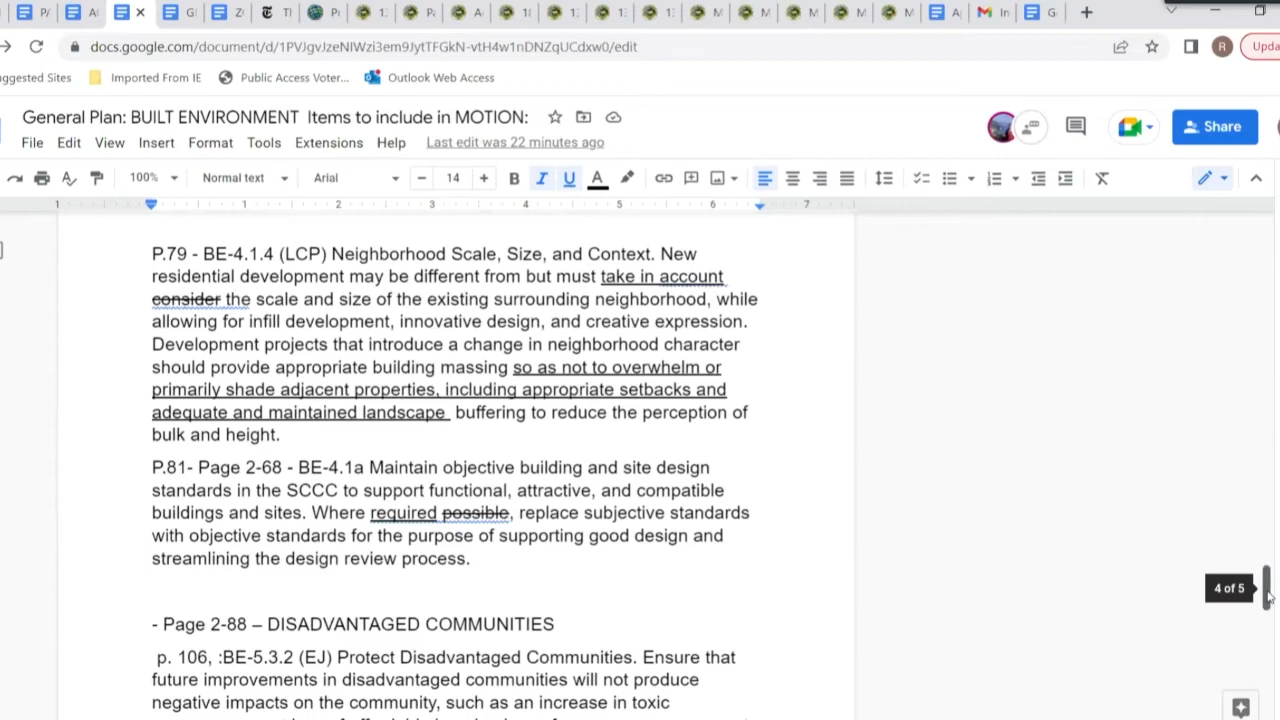 docs.google.com/document/d/1PVJgvJzeNIWzi3em9JytTFGkN-vtH4w1nDNZqUCdxw0/edit
R
ggested Sites Imported From IE Public Access Voter... Outlook Web Access
General Plan: BUILT ENVIRONMENT Items to include in MOTION:
Share
File Edit View Insert Format Tools Extensions Help Last edit was 22 minutes ago
100% Normal text Arial 14 B I U A
1 1 2 3 4 5 6 7
P.79 - BE-4.1.4 (LCP) Neighborhood Scale, Size, and Context. New
residential development may be different from but must take in account
consider the scale and size of the existing surrounding neighborhood, while
allowing for infill development, innovative design, and creative expression.
Development projects that introduce a change in neighborhood character
should provide appropriate building massing so as not to overwhelm or
primarily shade adjacent properties, including appropriate setbacks and
adequate and maintained landscape buffering to reduce the perception of
bulk and height.
P.81- Page 2-68 - BE-4.1a Maintain objective building and site design
standards in the SCCC to support functional, attractive, and compatible
buildings and sites. Where required possible, replace subjective standards
with objective standards for the purpose of supporting good design and
streamlining the design review process.
4 of 5
- Page 2-88 – DISADVANTAGED COMMUNITIES
p. 106, :BE-5.3.2 (EJ) Protect Disadvantaged Communities. Ensure that
future improvements in disadvantaged communities will not produce
negative impacts on the community, such as an increase in toxic